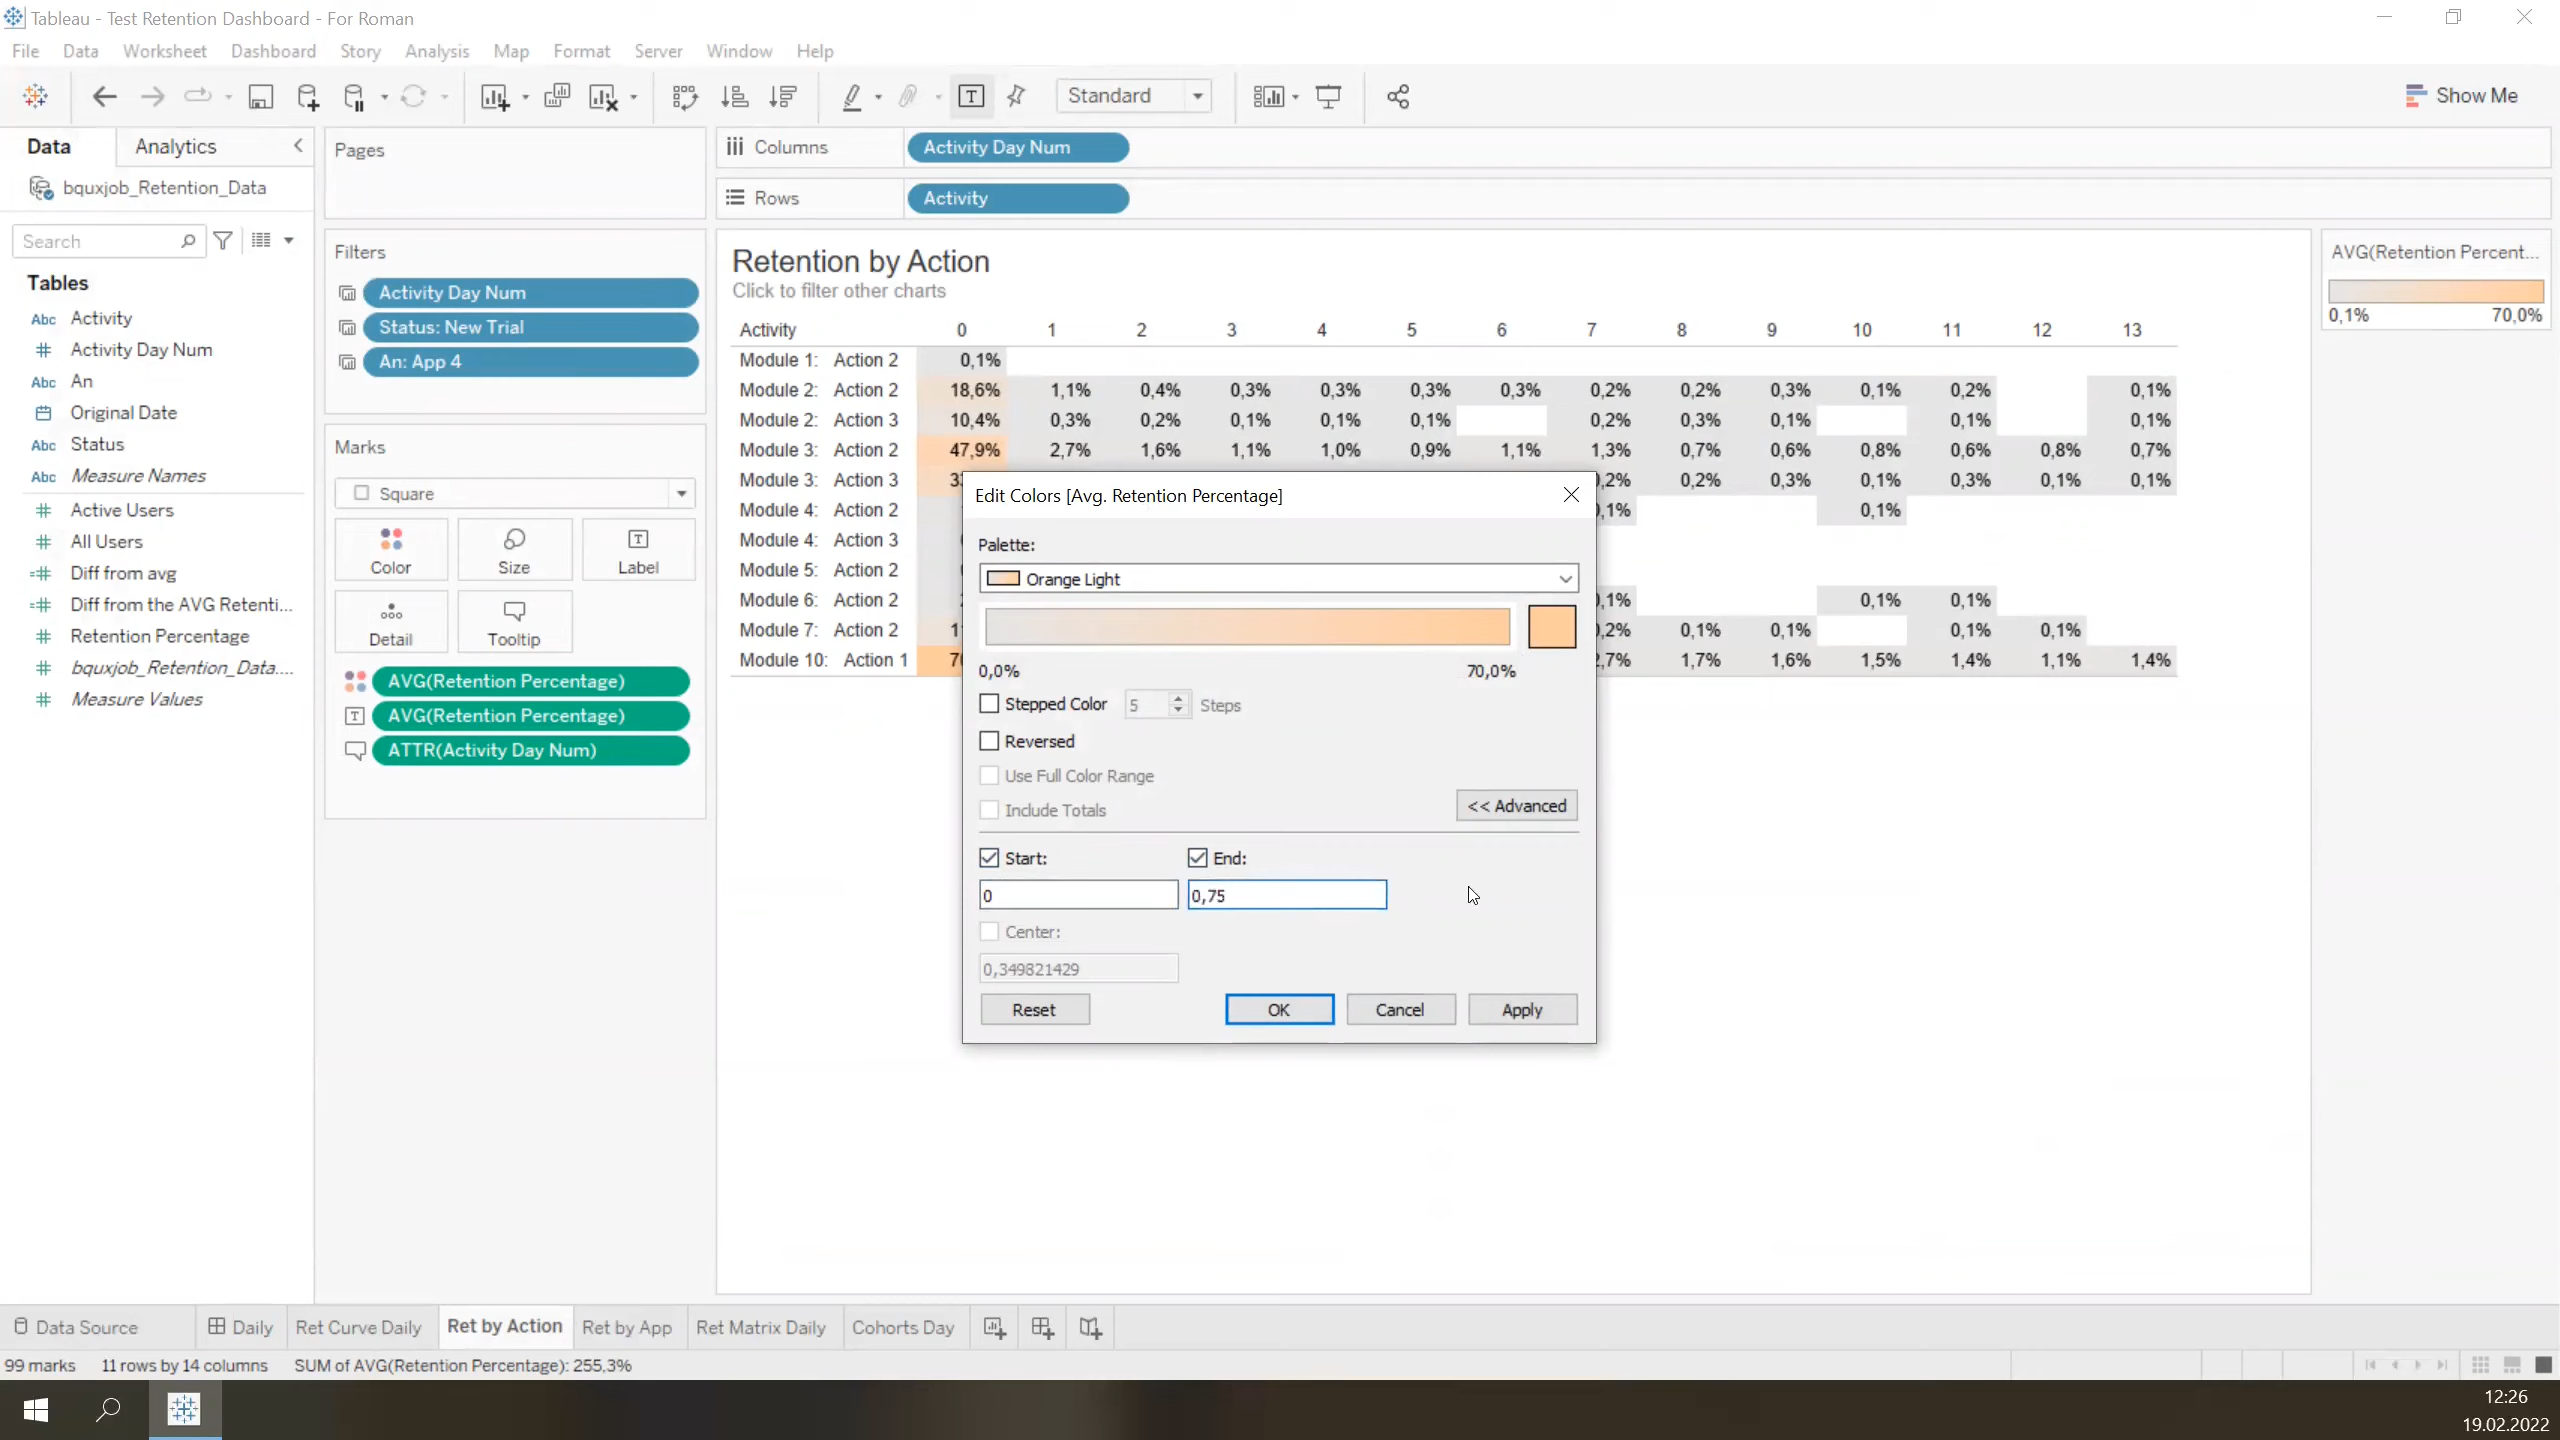 Tableau - Test Retention Dashboard - For Roman
File Data Worksheet Dashboard Story Analysis Map Format Server Window Help
Standard
Show Me
Data Analytics
bquxjob_Retention_Data
Search
Tables
Abc Activity
# Activity Day Num
Abc An
Original Date
Abc Status
Abc Measure Names
# Active Users
# All Users
=# Diff from avg
=# Diff from the AVG Retenti...
# Retention Percentage
# bquxjob_Retention_Data....
# Measure Values
Pages
Filters
Activity Day Num
Status: New Trial
An: App 4
Marks
Square
Color Size Label
Detail Tooltip
AVG(Retention Percentage)
AVG(Retention Percentage)
ATTR(Activity Day Num)
Columns Activity Day Num
Rows Activity
Retention by Action
Click to filter other charts
Activity 0 1 2 3 4 5 6 7 8 9 10 11 12 13
Module 1: Action 2 0,1%
Module 2: Action 2 18,6% 1,1% 0,4% 0,3% 0,3% 0,3% 0,3% 0,2% 0,2% 0,3% 0,1% 0,2% 0,1%
Module 2: Action 3 10,4% 0,3% 0,2% 0,1% 0,1% 0,1% 0,2% 0,3% 0,1% 0,1% 0,1%
Module 3: Action 2 47,9% 2,7% 1,6% 1,1% 1,0% 0,9% 1,1% 1,3% 0,7% 0,6% 0,8% 0,6% 0,8% 0,7%
Module 3: Action 3 ,2% 0,2% 0,3% 0,1% 0,3% 0,1% 0,1%
Module 4: Action 2 ,1% 0,1%
Module 4: Action 3
Module 5: Action 2
Module 6: Action 2 ,1% 0,1% 0,1%
Module 7: Action 2 ,2% 0,1% 0,1% 0,1% 0,1%
Module 10: Action 1 ,7% 1,7% 1,6% 1,5% 1,4% 1,1% 1,4%
AVG(Retention Percent...
0,1% 70,0%
Edit Colors [Avg. Retention Percentage]
Palette:
Orange Light
0,0% 70,0%
Stepped Color 5 Steps
Reversed
Use Full Color Range
Include Totals
<< Advanced
Start: End:
0 0,75
Center:
0,349821429
Reset OK Cancel Apply
Data Source Daily Ret Curve Daily Ret by Action Ret by App Ret Matrix Daily Cohorts Day
99 marks 11 rows by 14 columns SUM of AVG(Retention Percentage): 255,3%
12:26
19.02.2022